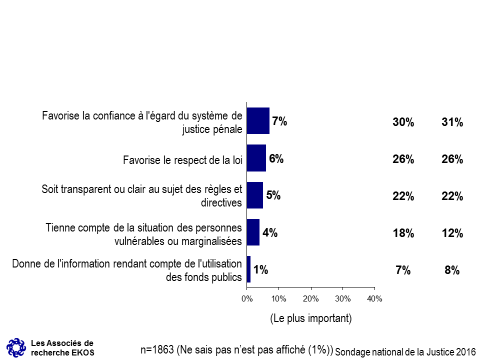 Favorise la confiance à l'égard du système de
justice pénale
7%
30%
31%
Favorise le respect de la loi
6%
26%
26%
Soit transparent ou clair au sujet des règles et
directives
5%
22%
22%
Tienne compte de la situation des personnes
vulnérables ou marginalisées
4%
18%
12%
Donne de l'information rendant compte de l'utilisation
des fonds publics
1%
7%
8%
0% 10% 20% 30% 40%
(Le plus important)
Les Associés de
recherche EKOS
n=1863 (Ne sais pas n'est pas affiché (1%))
Sondage national de la Justice 2016